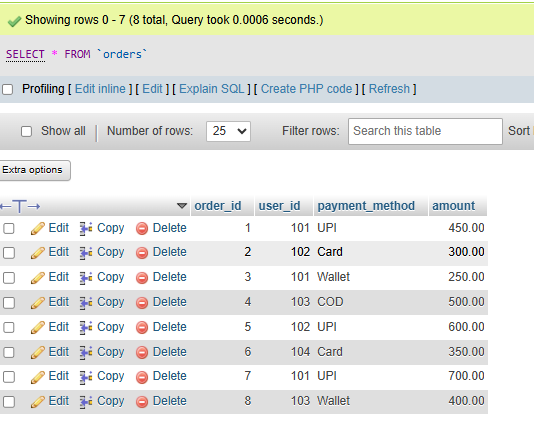 Showing rows 0 - 7 (8 total, Query took 0.0006 seconds.)
SELECT * FROM `orders`
Profiling [ Edit inline ] [ Edit ] [ Explain SQL ] [ Create PHP code ] [ Refresh ]
Show all Number of rows: 25 Filter rows: Search this table Sort
Extra options
←T→ order_id user_id payment_method amount
Edit Copy Delete 1 101 UPI 450.00
Edit Copy Delete 2 102 Card 300.00
Edit Copy Delete 3 101 Wallet 250.00
Edit Copy Delete 4 103 COD 500.00
Edit Copy Delete 5 102 UPI 600.00
Edit Copy Delete 6 104 Card 350.00
Edit Copy Delete 7 101 UPI 700.00
Edit Copy Delete 8 103 Wallet 400.00